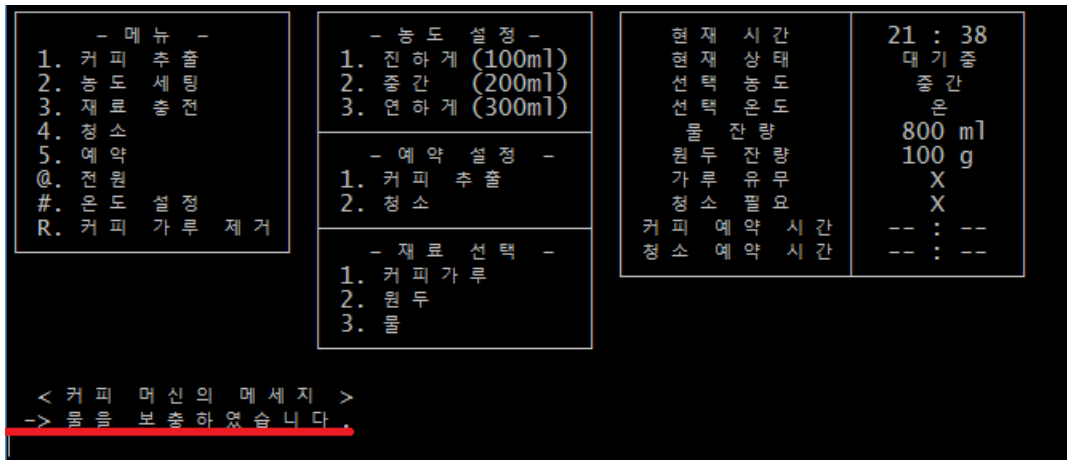 - 메뉴 -
1. 커피 추출
2. 농도 세팅
3. 재료 충전
4. 청소
5. 예약
@. 전원
#. 온도 설정
R. 커피 가루 제거
- 농도 설정-
1. 진하게(100ml)
2. 중간 (200ml)
3. 연하게(300ml)
- 예약 설정 -
1. 커피 추출
2. 청소
- 재료 선택 -
1. 커피가루
2. 원두
3. 물
현재 시간 21 : 38
현재 상태 대기중
선택 농도 중간
선택 온도 온
물 잔량 800 ml
원두 잔량 100 g
가루 유무 X
청소 필요 X
커피 예약 시간 -- : --
청소 예약 시간 -- : --
< 커피 머신의 메세지 >
-> 물을 보충하였습니다.